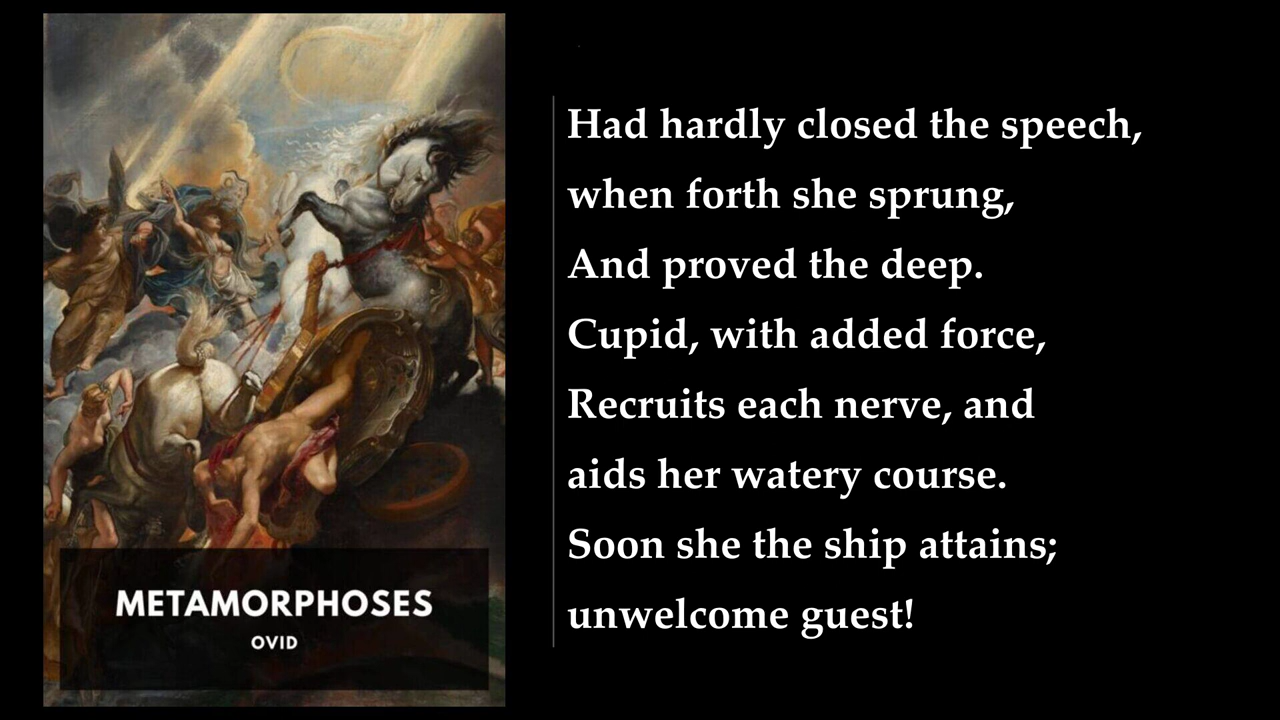 METAMORPHOSES
OVID
Had hardly closed the speech,
when forth she sprung,
And proved the deep.
Cupid, with added force,
Recruits each nerve, and
aids her watery course.
Soon she the ship attains;
unwelcome guest!